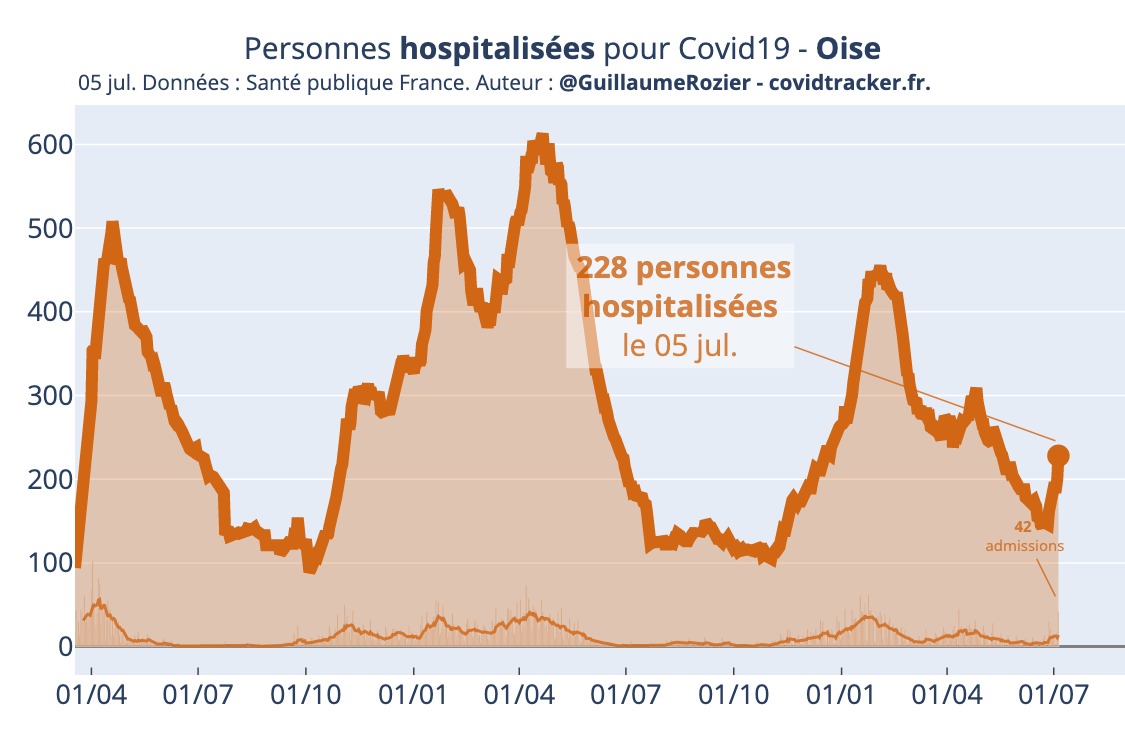 Personnes hospitalisées pour Covid19 - Oise
05 jul. Données : Santé publique France. Auteur : @GuillaumeRozier - covidtracker.fr.
600
500
400
300
200
100
0
228 personnes
hospitalisées
le 05 jul.
42
admissions
01/04 01/07 01/10 01/01 01/04 01/07 01/10 01/01 01/04 01/07